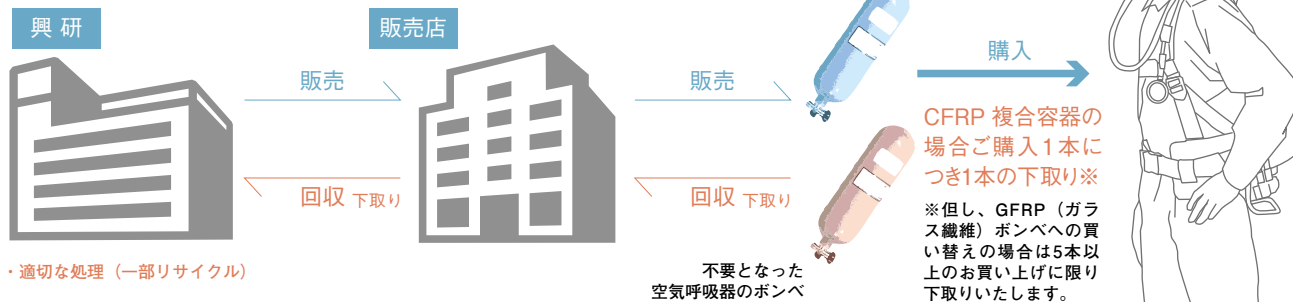 興研
販売店
販売
販売
購入
回収 下取り
回収 下取り
CFRP 複合容器の
場合ご購入1本に
つき1本の下取り※
※但し、GFRP（ガラ
ス繊維）ボンベへの買
い替えの場合は5本以
上のお買い上げに限り
下取りいたします。
・適切な処理（一部リサイクル）
不要となった
空気呼吸器のボンベ